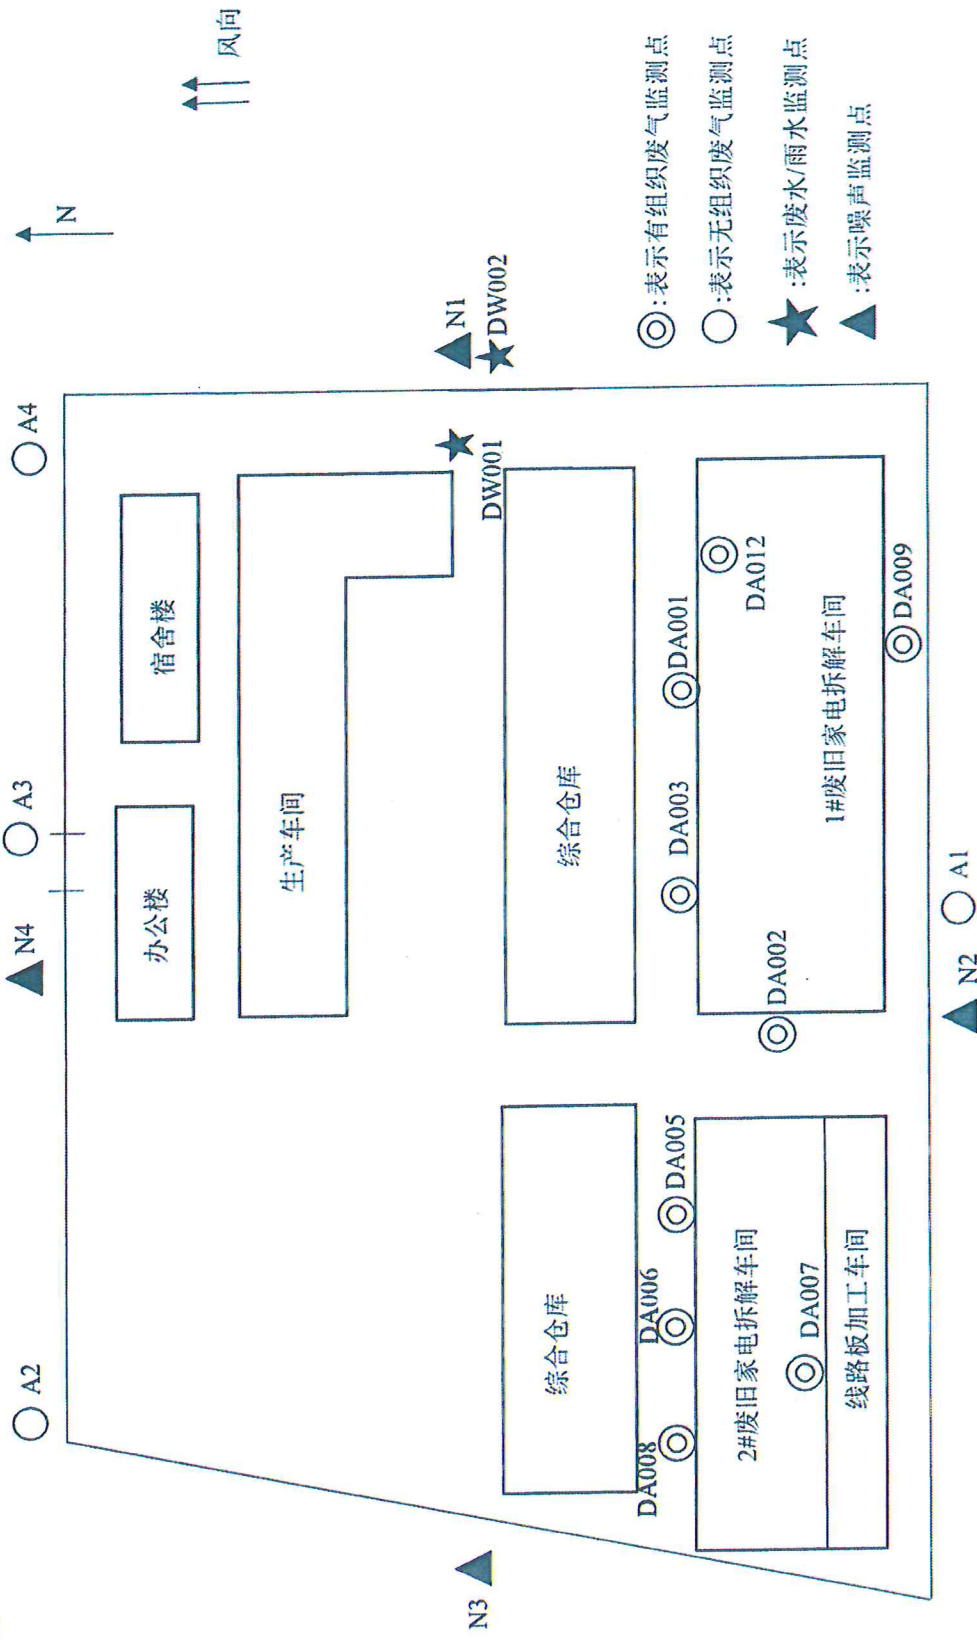 A2
N4
A3
A4
N
风向
办公楼
宿舍楼
生产车间
N3
N1
DW001
DW002
综合仓库
综合仓库
DA008
DA006
DA005
DA003
DA001
2#废旧家电拆解车间
DA007
线路板加工车间
DA002
1#废旧家电拆解车间
DA012
DA009
N2
A1
:表示有组织废气监测点
:表示无组织废气监测点
:表示废水/雨水监测点
:表示噪声监测点